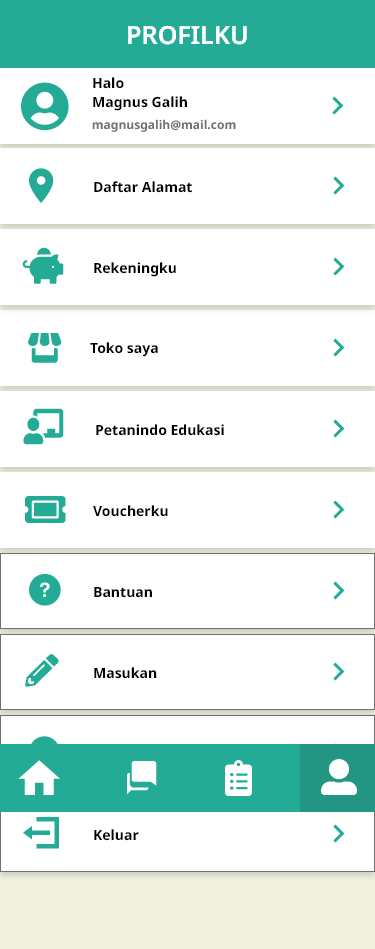 PROFILKU
Halo
Magnus Galih
magnusgalih@mail.com
Daftar Alamat
Rekeningku
Toko saya
Petanindo Edukasi
Voucherku
?
Bantuan
Masukan
Keluar